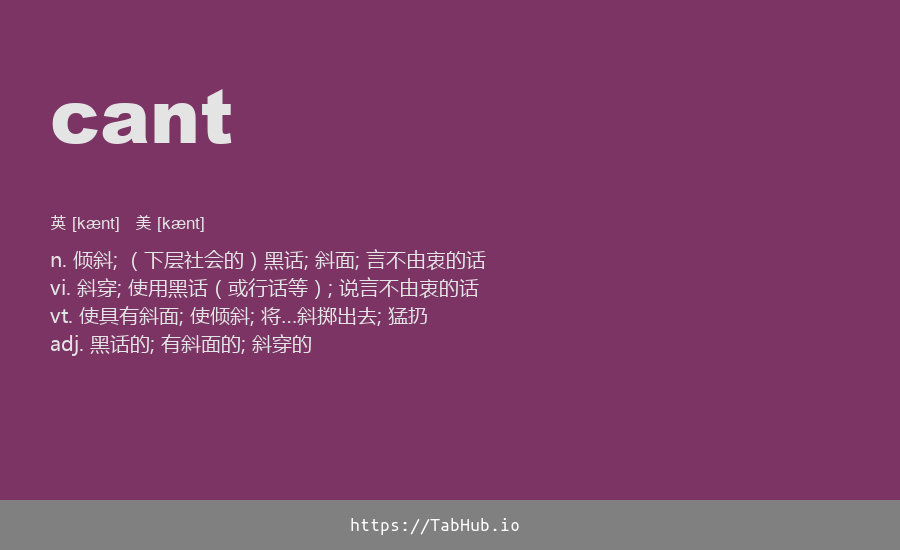 cant
英 [kænt] 美 [kænt]
n. 倾斜; （下层社会的）黑话; 斜面; 言不由衷的话
vi. 斜穿; 使用黑话（或行话等）; 说言不由衷的话
vt. 使具有斜面; 使倾斜; 将…斜掷出去; 猛扔
adj. 黑话的; 有斜面的; 斜穿的
https://TabHub.io